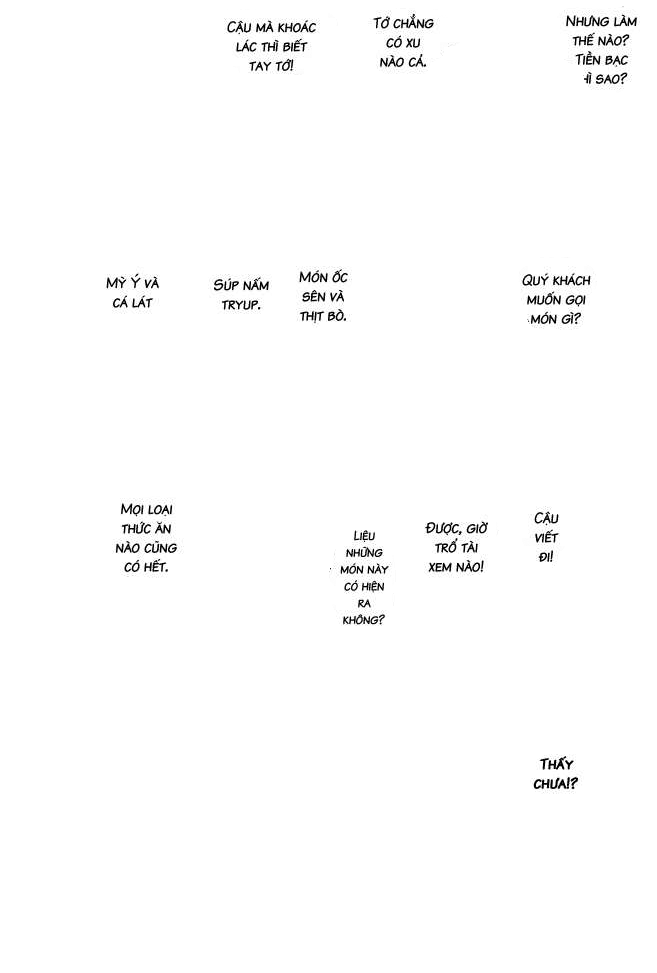 NHƯNG LÀM
THẾ NÀO?
TIỀN BẠC
THÌ SAO?
TỚ CHẲNG
CÓ XU
NÀO CẢ.
CẬU MÀ KHOÁC
LÁC THÌ BIẾT
TAY TỚ!
QUÝ KHÁCH
MUỐN GỌI
MÓN GÌ?
MÓN ỐC
SÊN VÀ
THỊT BÒ.
SÚP NẤM
TRYUP.
MỲ Ý VÀ
CÁ LÁT
CẬU
VIẾT
ĐI!
ĐƯỢC, GIỜ
TRỔ TÀI
XEM NÀO!
LIỆU
NHỮNG
MÓN NÀY
CÓ HIỆN
RA
KHÔNG?
MỌI LOẠI
THỨC ĂN
NÀO CŨNG
CÓ HẾT.
THẤY
CHƯA!?